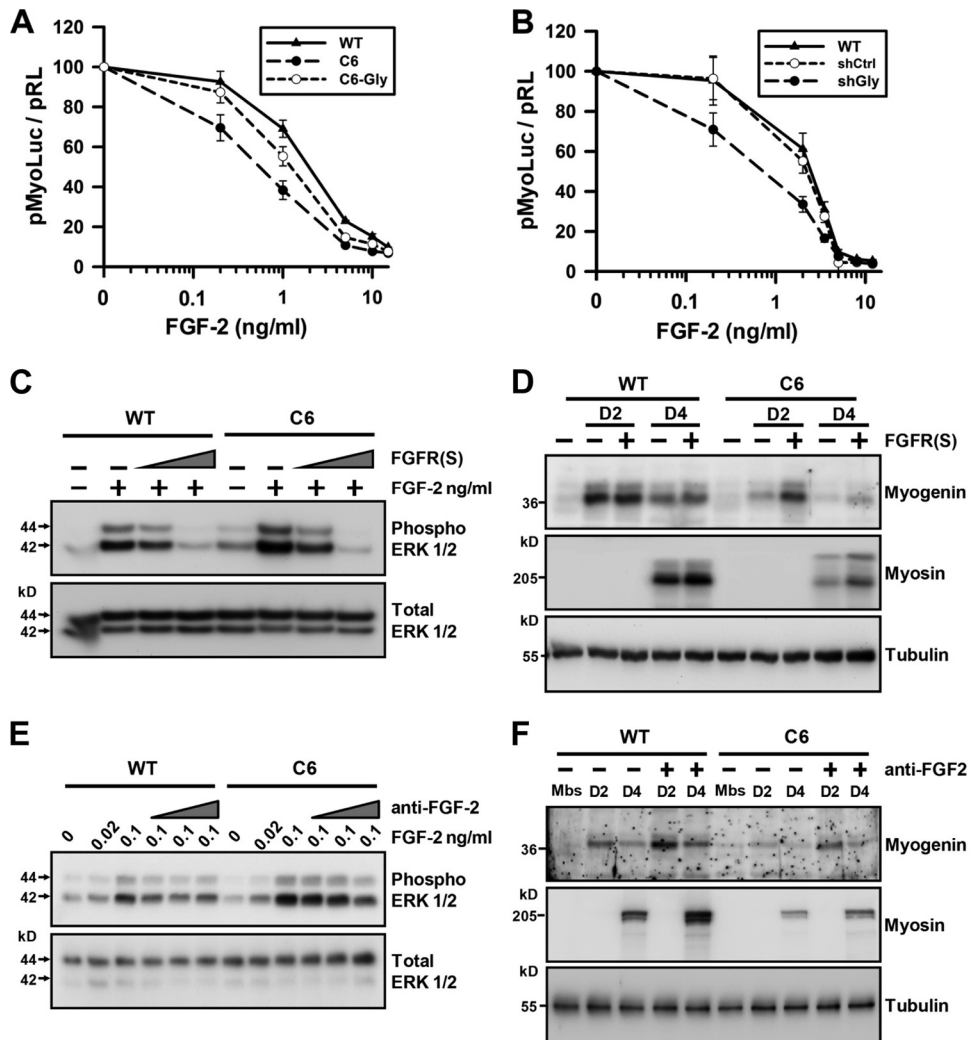 A
120
100
80
60
40
20
0
pMyoLuc / pRL
WT
C6
C6-Gly
0 0.1 1 10
FGF-2 (ng/ml)
B
120
100
80
60
40
20
0
pMyoLuc / pRL
WT
shCtrl
shGly
0 0.1 1 10
FGF-2 (ng/ml)
C
WT C6
– – FGFR(S)
– + + + – + + + FGF-2 ng/ml
44 Phospho
42 ERK 1/2
kD
44 Total
42 ERK 1/2
D
WT C6
D2 D4 D2 D4
– – + – + – – + – + FGFR(S)
36 Myogenin
kD
205 Myosin
kD
55 Tubulin
E
WT C6
anti-FGF-2
0 0.02 0.1 0.1 0.1 0.1 0 0.02 0.1 0.1 0.1 0.1 FGF-2 ng/ml
44 Phospho
42 ERK 1/2
kD
44 Total
42 ERK 1/2
F
WT C6
– – – + + – – – + + anti-FGF2
Mbs D2 D4 D2 D4 Mbs D2 D4 D2 D4
36 Myogenin
kD
205 Myosin
kD
55 Tubulin